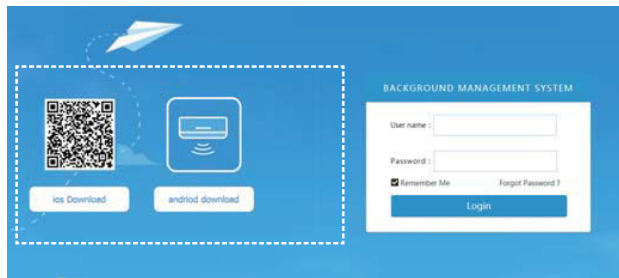 BACKGROUND MANAGEMENT SYSTEM
User name :
Password :
Remember Me Forgot Password ?
Login
ios Download andriod download